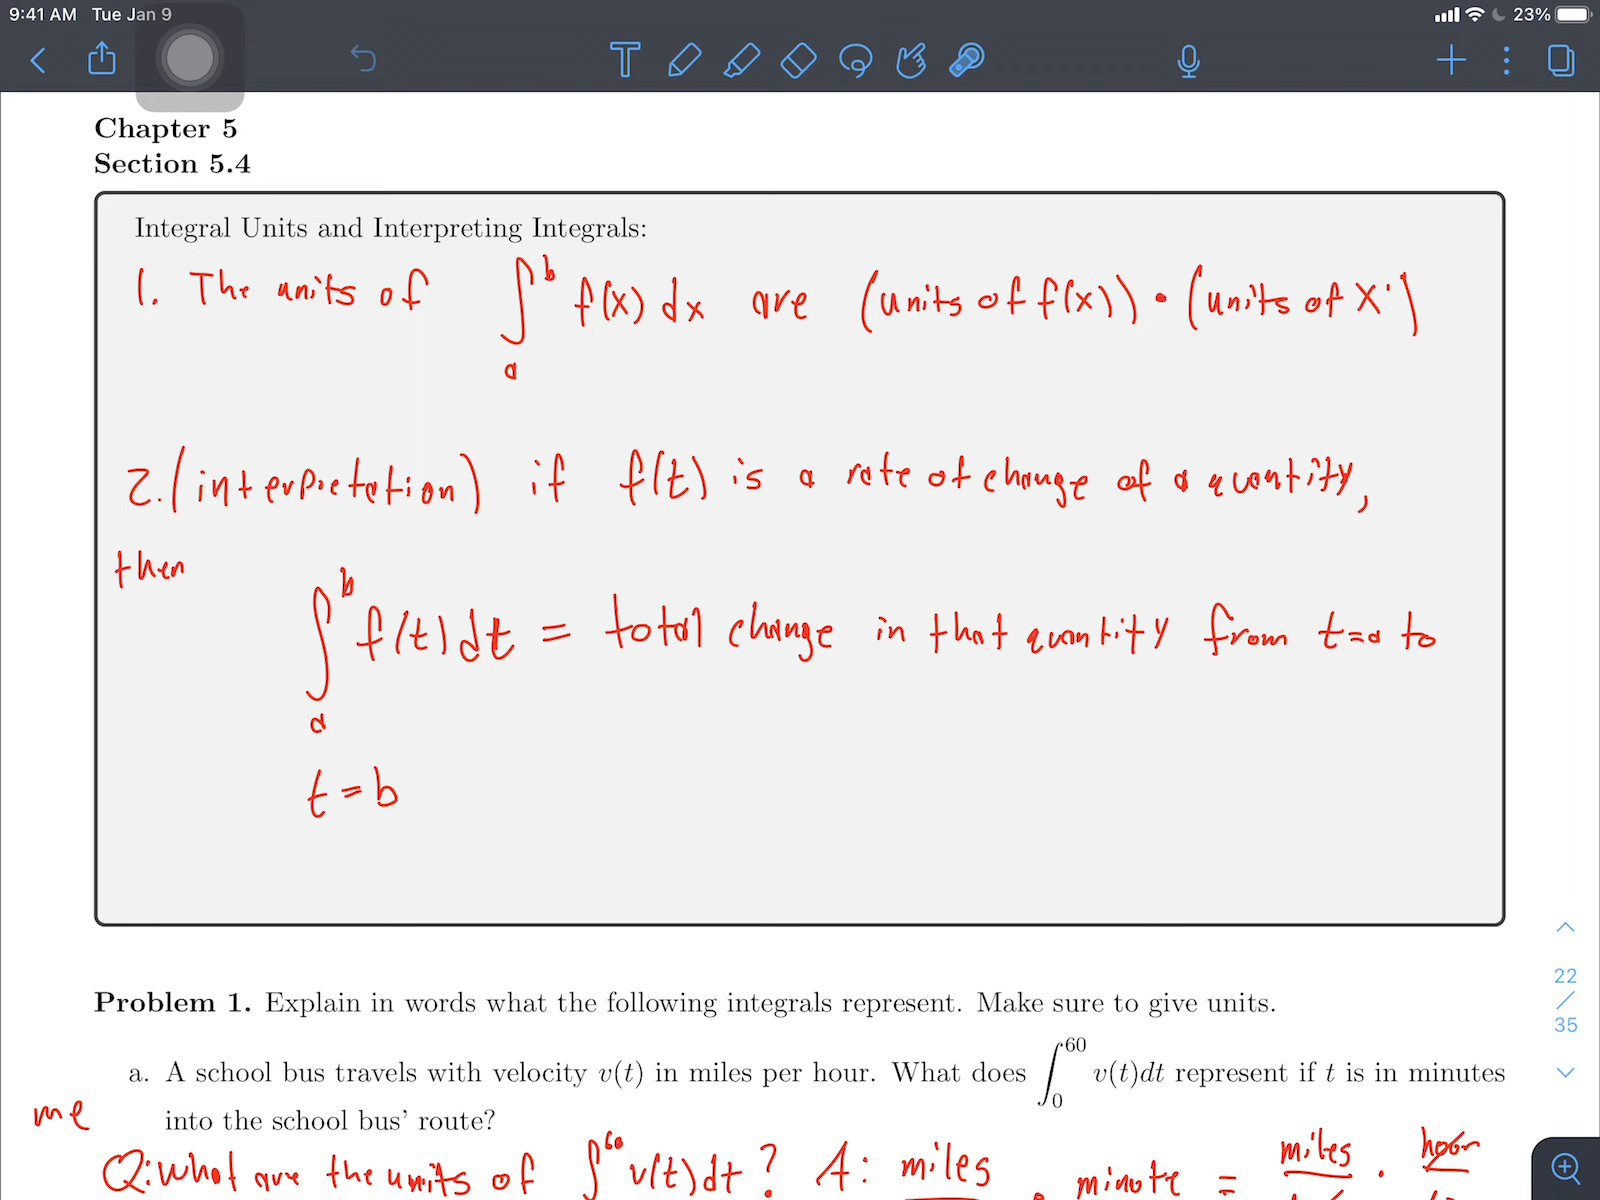 9:41 AM Tue Jan 9
23%
Chapter 5
Section 5.4
Integral Units and Interpreting Integrals:
1. The units of ∫_a^b f(x) dx are (units of f(x)) • (units of x)
2. (interpretation) if f(t) is a rate of change of a quantity,
then
∫_a^b f(t) dt = total change in that quantity from t=a to
t=b
22
/
35
Problem 1. Explain in words what the following integrals represent. Make sure to give units.
a. A school bus travels with velocity v(t) in miles per hour. What does ∫_0^60 v(t)dt represent if t is in minutes
into the school bus' route?
me
Q: What are the units of ∫^60 v(t)dt? A: miles · minute = miles · hour